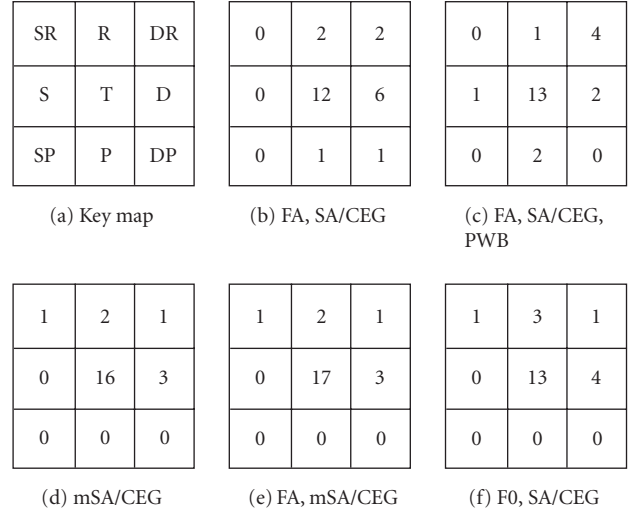 SR R DR
S T D
SP P DP
(a) Key map
0 2 2
0 12 6
0 1 1
(b) FA, SA/CEG
0 1 4
1 13 2
0 2 0
(c) FA, SA/CEG,
PWB
1 2 1
0 16 3
0 0 0
(d) mSA/CEG
1 2 1
0 17 3
0 0 0
(e) FA, mSA/CEG
1 3 1
0 13 4
0 0 0
(f) F0, SA/CEG